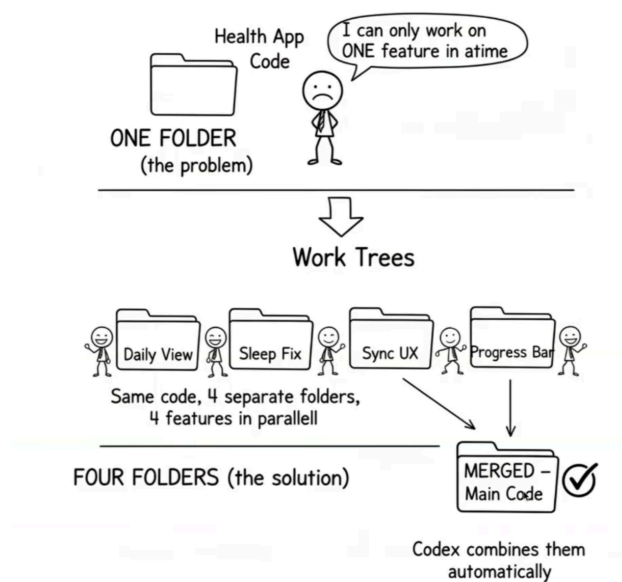 Health App
Code
I can only work on
ONE feature in atime
ONE FOLDER
(the problem)
Work Trees
Daily View
Sleep Fix
Sync UX
Progress Bar
Same code, 4 separate folders,
4 features in parallell
FOUR FOLDERS (the solution)
MERGED –
Main Code
Codex combines them
automatically